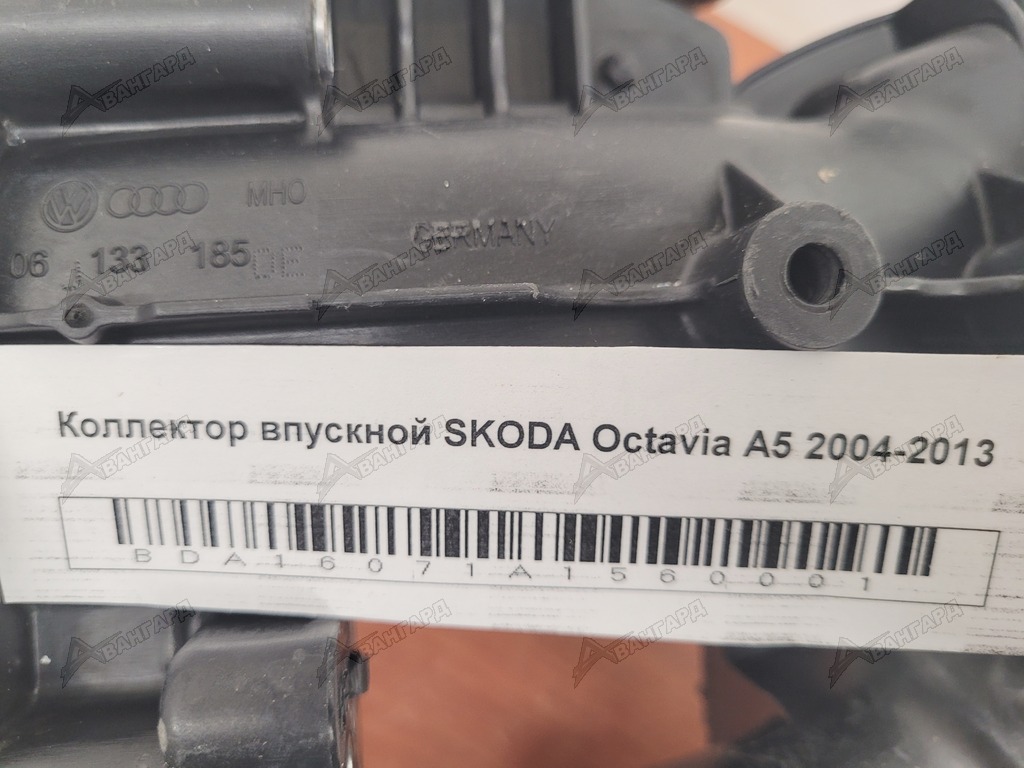 MHO
GERMANY
06 A 133 185 DE
Коллектор впускной SKODA Octavia A5 2004-2013
BDA16071A1560001
АВАНГАРД